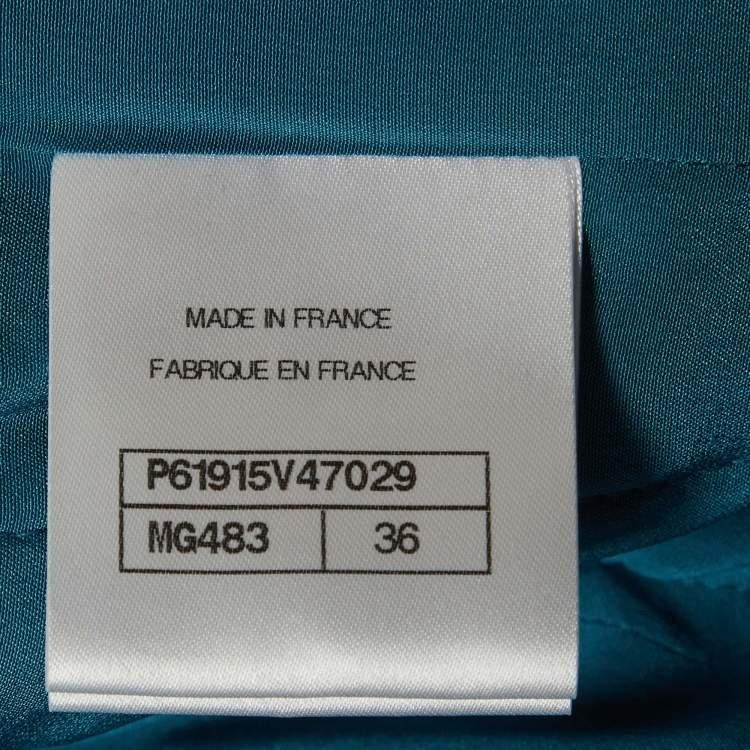 MADE IN FRANCE
FABRIQUE EN FRANCE
P61915V47029
MG483 36